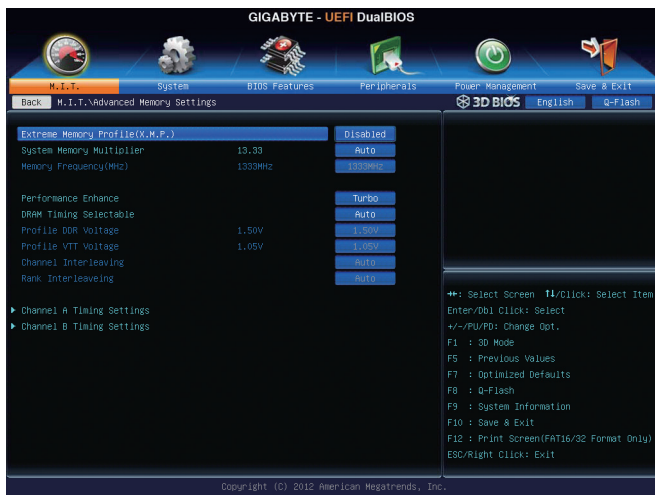 GIGABYTE - UEFI DualBIOS
M.I.T. System BIOS Features Peripherals Power Management Save & Exit
Back M.I.T.\Advanced Memory Settings 3D BIOS English Q-Flash
Extreme Memory Profile(X.M.P.) Disabled
System Memory Multiplier 13.33 Auto
Memory Frequency(MHz) 1333MHz 1333MHz
Performance Enhance Turbo
DRAM Timing Selectable Auto
Profile DDR Voltage 1.50V 1.50V
Profile VTT Voltage 1.05V 1.05V
Channel Interleaving Auto
Rank Interleaveing Auto
Channel A Timing Settings
Channel B Timing Settings
→←: Select Screen ↑↓/Click: Select Item
Enter/Dbl Click: Select
+/-/PU/PD: Change Opt.
F1 : 3D Mode
F5 : Previous Values
F7 : Optimized Defaults
F8 : Q-Flash
F9 : System Information
F10 : Save & Exit
F12 : Print Screen(FAT16/32 Format Only)
ESC/Right Click: Exit
Copyright (C) 2012 American Megatrends, Inc.